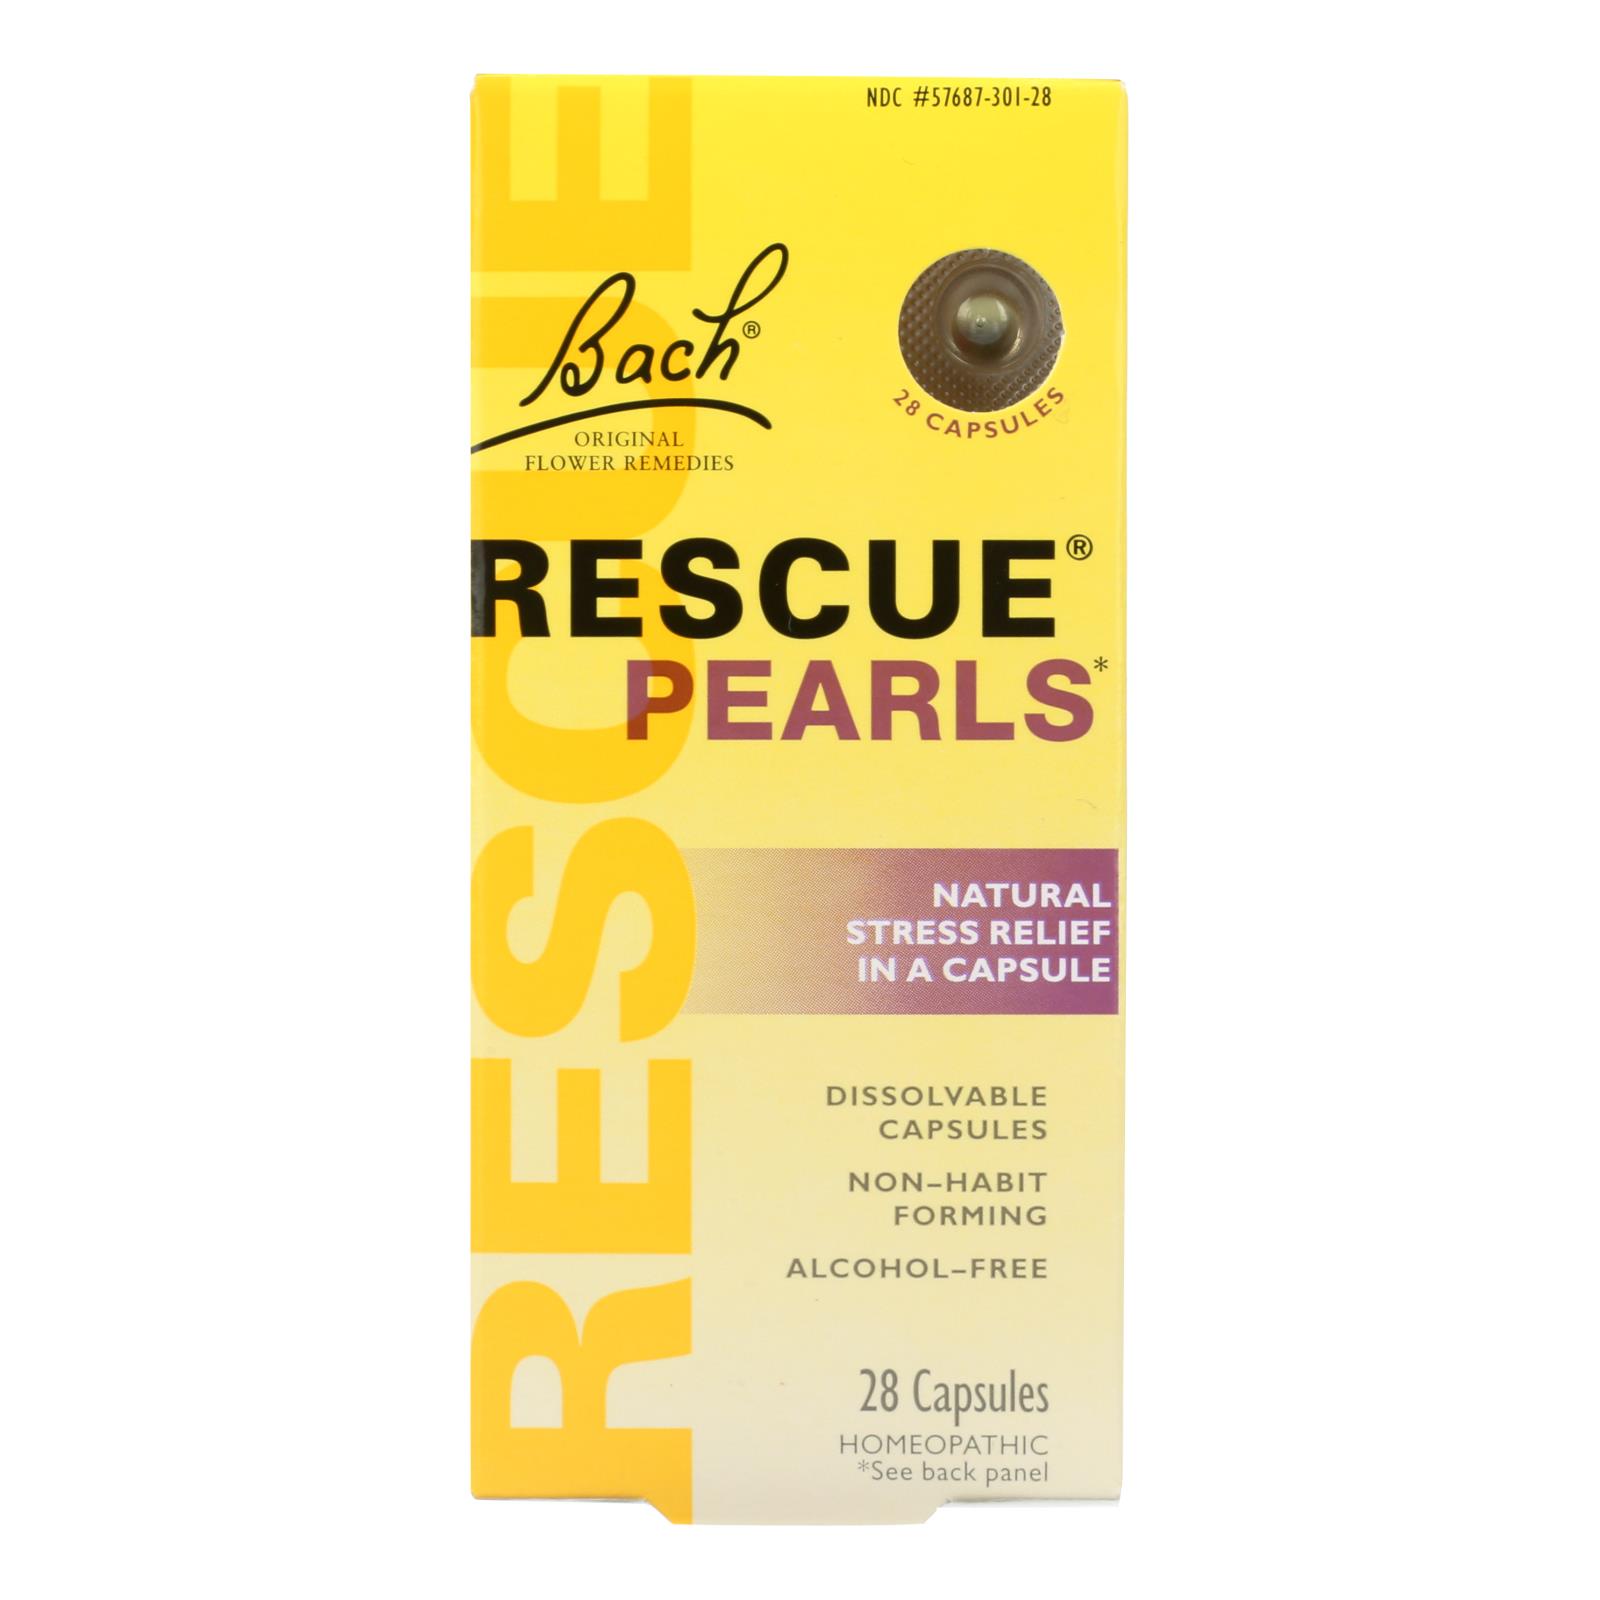 NDC #57687-301-28
Bach®
ORIGINAL
FLOWER REMEDIES
28 CAPSULES
RESCUE®
PEARLS*
RESCUE
NATURAL
STRESS RELIEF
IN A CAPSULE
DISSOLVABLE
CAPSULES
NON-HABIT
FORMING
ALCOHOL-FREE
28 Capsules
HOMEOPATHIC
*See back panel